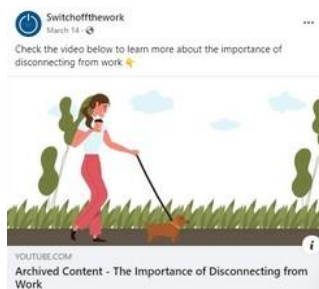 Switchoffthework
March 14 ·
Check the video below to learn more about the importance of
disconnecting from work 👇
YOUTUBE.COM
Archived Content - The Importance of Disconnecting from
Work